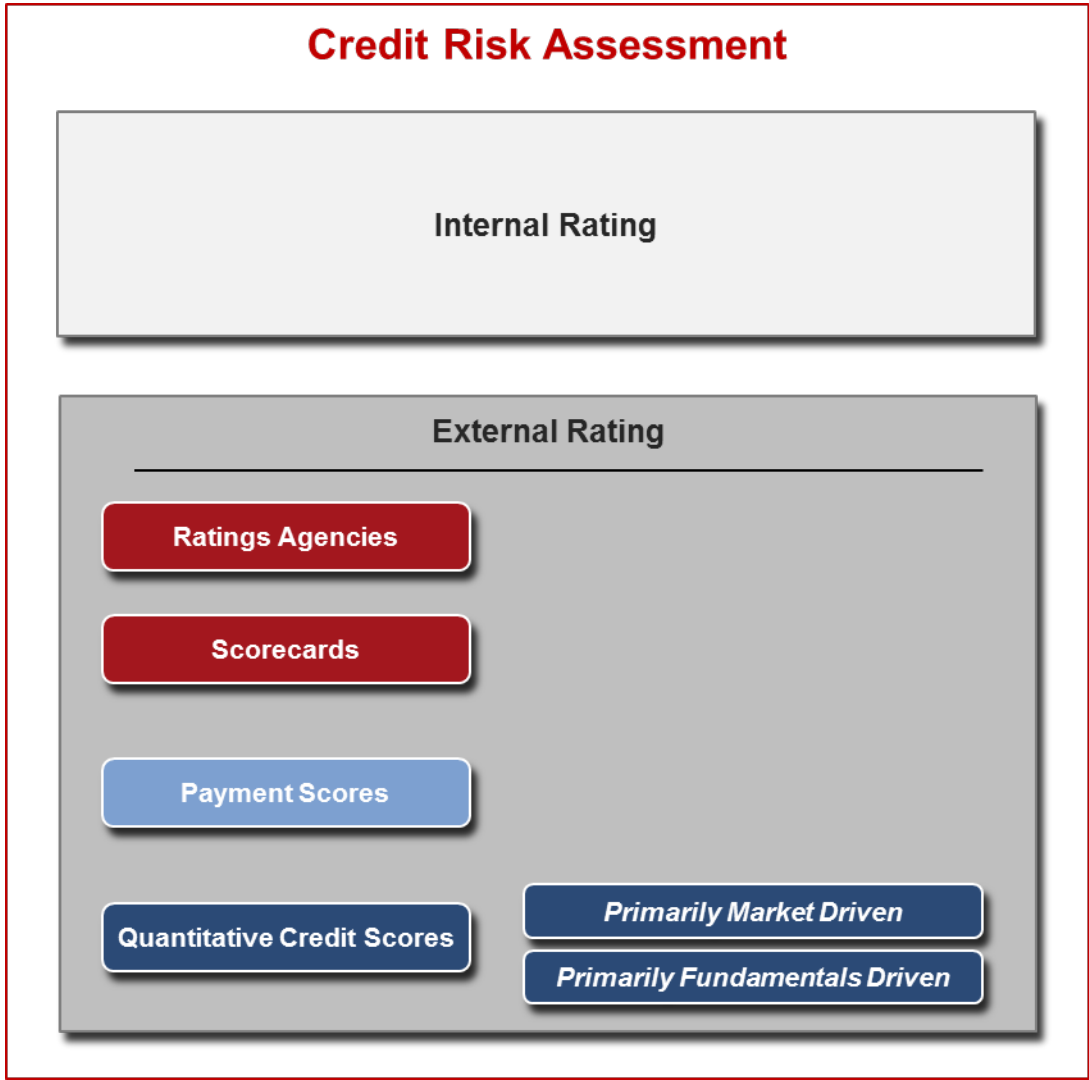 Credit Risk Assessment
Internal Rating
External Rating
Ratings Agencies
Scorecards
Payment Scores
Quantitative Credit Scores
Primarily Market Driven
Primarily Fundamentals Driven